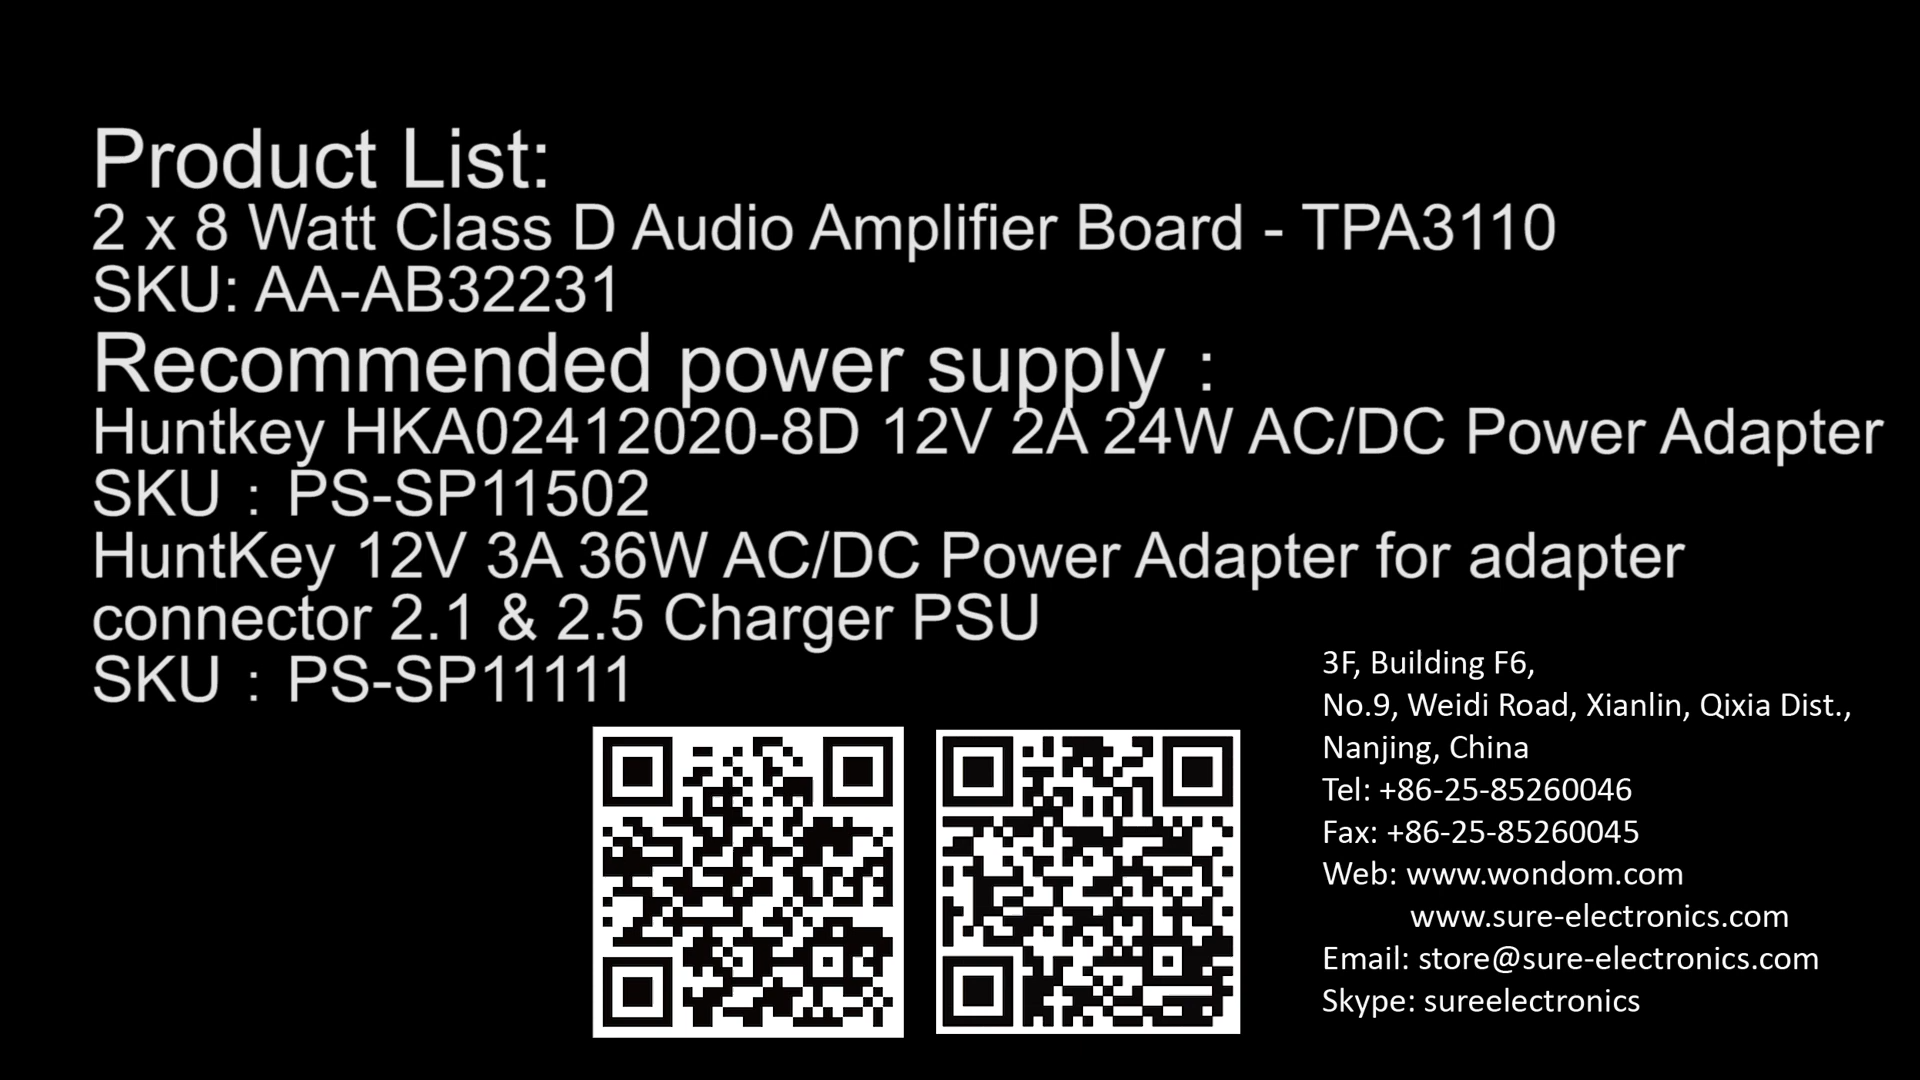 Product List:
2 x 8 Watt Class D Audio Amplifier Board - TPA3110
SKU: AA-AB32231
Recommended power supply：
Huntkey HKA02412020-8D 12V 2A 24W AC/DC Power Adapter
SKU：PS-SP11502
HuntKey 12V 3A 36W AC/DC Power Adapter for adapter
connector 2.1 & 2.5 Charger PSU
SKU：PS-SP11111
3F, Building F6,
No.9, Weidi Road, Xianlin, Qixia Dist.,
Nanjing, China
Tel: +86-25-85260046
Fax: +86-25-85260045
Web: www.wondom.com
www.sure-electronics.com
Email: store@sure-electronics.com
Skype: sureelectronics